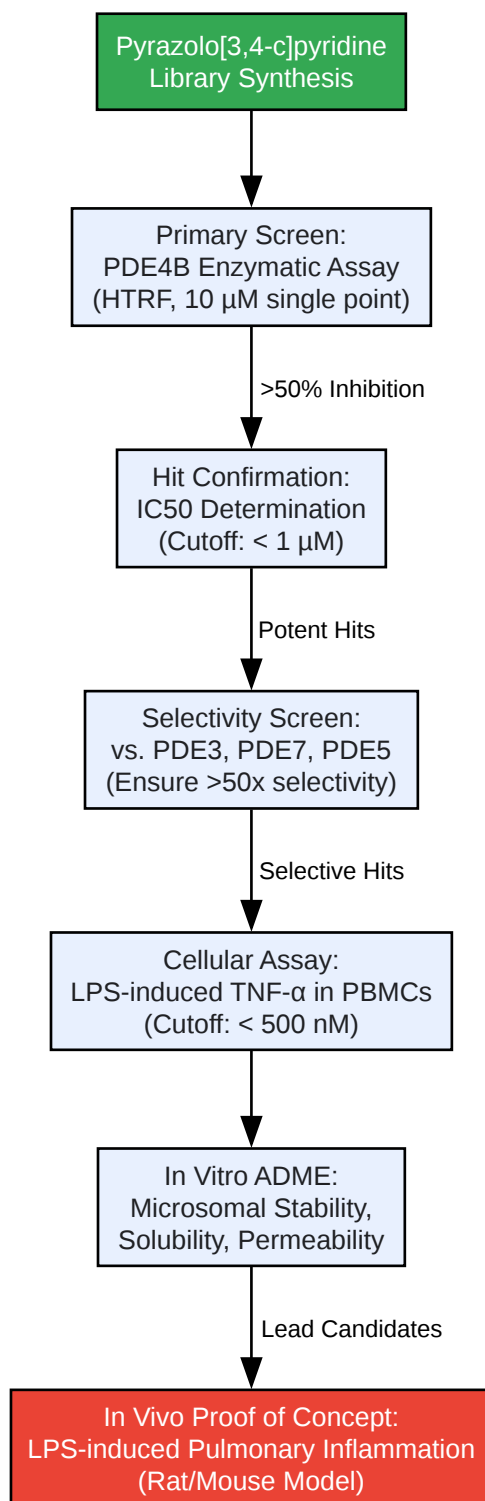 Pyrazolo[3,4-c]pyridine
Library Synthesis
Primary Screen:
PDE4B Enzymatic Assay
(HTRF, 10 µM single point)
>50% Inhibition
Hit Confirmation:
IC50 Determination
(Cutoff: < 1 µM)
Potent Hits
Selectivity Screen:
vs. PDE3, PDE7, PDE5
(Ensure >50x selectivity)
Selective Hits
Cellular Assay:
LPS-induced TNF-α in PBMCs
(Cutoff: < 500 nM)
In Vitro ADME:
Microsomal Stability,
Solubility, Permeability
Lead Candidates
In Vivo Proof of Concept:
LPS-induced Pulmonary Inflammation
(Rat/Mouse Model)